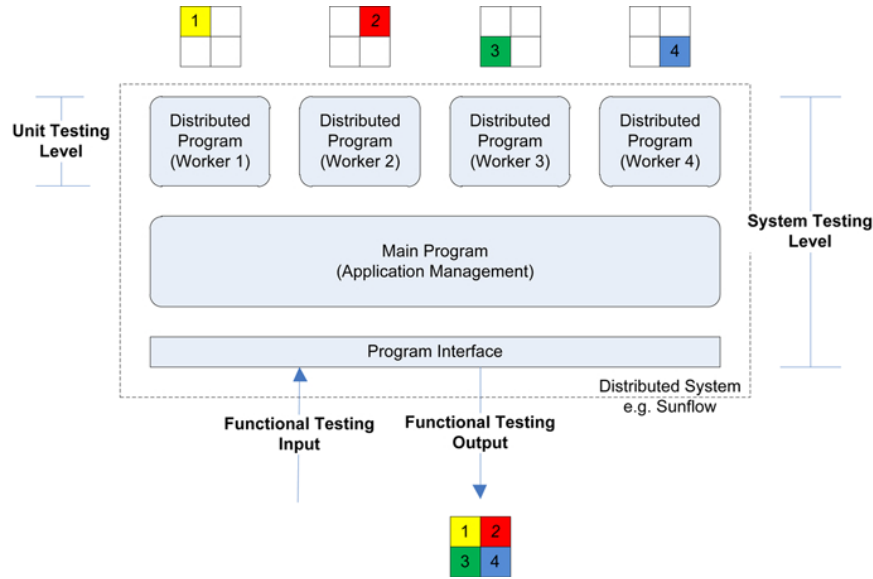 1
2
3
4
Unit Testing
Level
Distributed
Program
(Worker 1)
Distributed
Program
(Worker 2)
Distributed
Program
(Worker 3)
Distributed
Program
(Worker 4)
System Testing
Level
Main Program
(Application Management)
Program Interface
Distributed System
e.g. Sunflow
Functional Testing
Input
Functional Testing
Output
1 2
3 4